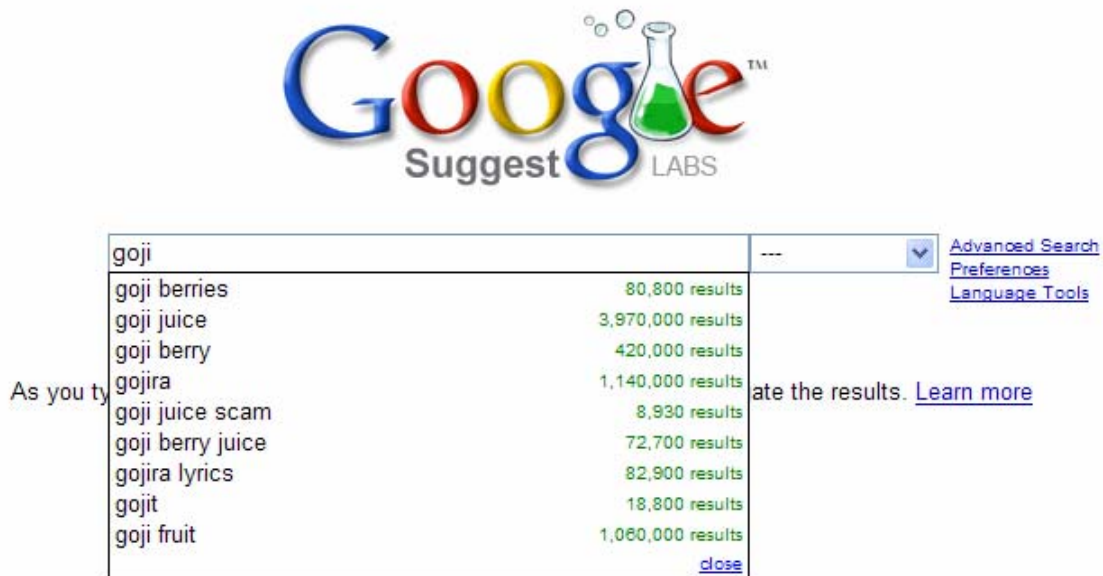 Google™
Suggest LABS
goji
---
Advanced Search
Preferences
Language Tools
goji berries 80,800 results
goji juice 3,970,000 results
goji berry 420,000 results
gojira 1,140,000 results
As you ty
ate the results. Learn more
goji juice scam 8,930 results
goji berry juice 72,700 results
gojira lyrics 82,900 results
gojit 18,800 results
goji fruit 1,060,000 results
close